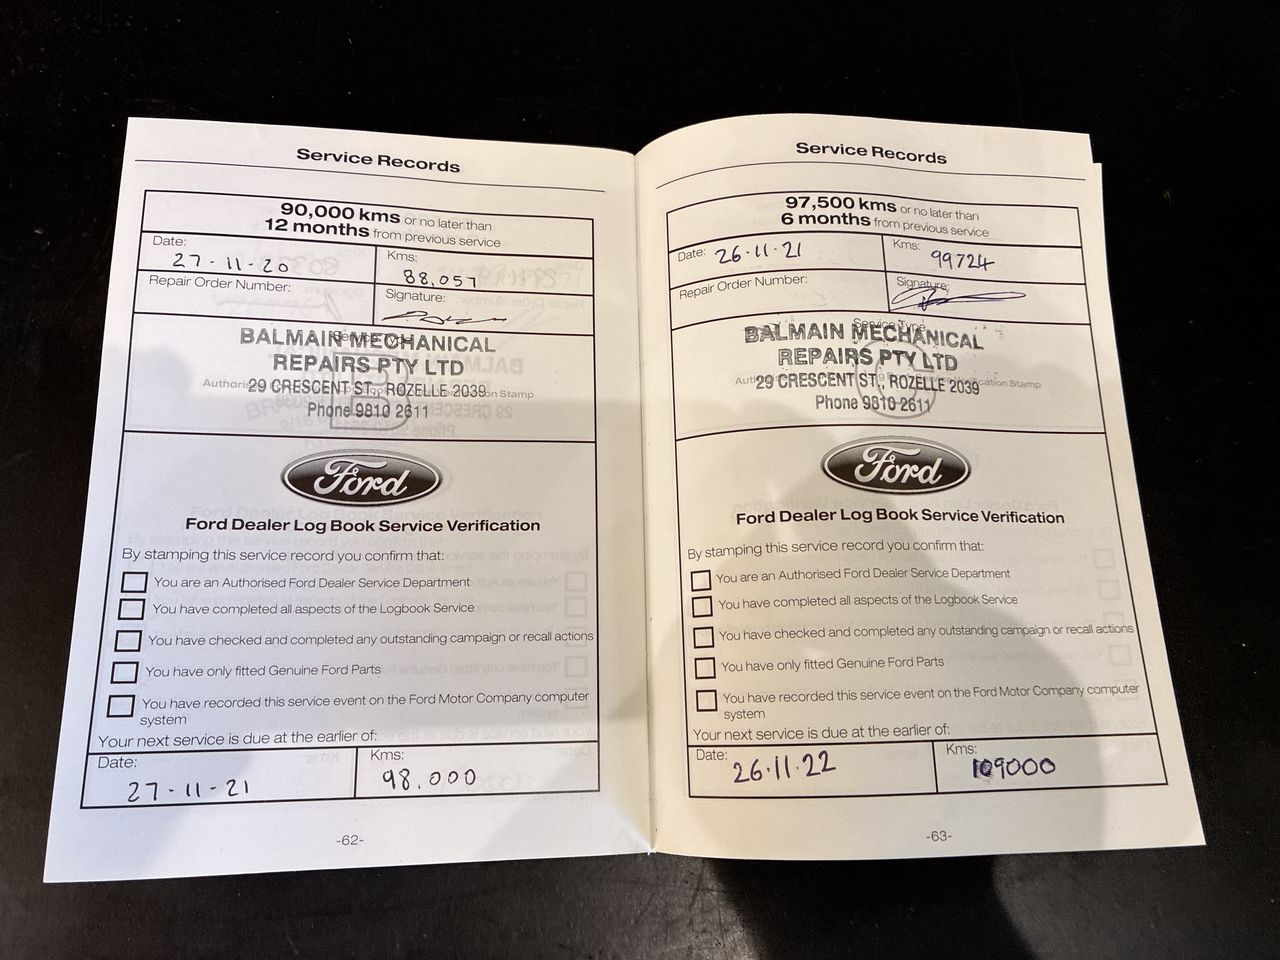 Service Records
90,000 kms or no later than
12 months from previous service
Date:
27-11-20
Kms:
88,057
Repair Order Number:
Signature:
Service Type
BALMAIN MECHANICAL
REPAIRS PTY LTD
29 CRESCENT ST., ROZELLE 2039
Phone 9810 2611
B
Ford
Ford Dealer Log Book Service Verification
By stamping this service record you confirm that:
You are an Authorised Ford Dealer Service Department
You have completed all aspects of the Logbook Service
You have checked and completed any outstanding campaign or recall actions
You have only fitted Genuine Ford Parts
You have recorded this service event on the Ford Motor Company computer
system
Your next service is due at the earlier of:
Date:
27-11-21
Kms:
98.000
-62-
Service Records
97,500 kms or no later than
6 months from previous service
Date: 26.11.21
Kms:
99724
Repair Order Number:
Signature:
Service Type
BALMAIN MECHANICAL
REPAIRS PTY LTD
29 CRESCENT ST., ROZELLE 2039
Phone 9810 2611
C
Ford
Ford Dealer Log Book Service Verification
By stamping this service record you confirm that:
You are an Authorised Ford Dealer Service Department
You have completed all aspects of the Logbook Service
You have checked and completed any outstanding campaign or recall actions
You have only fitted Genuine Ford Parts
You have recorded this service event on the Ford Motor Company computer
system
Your next service is due at the earlier of:
Date:
26.11.22
Kms:
109000
-63-